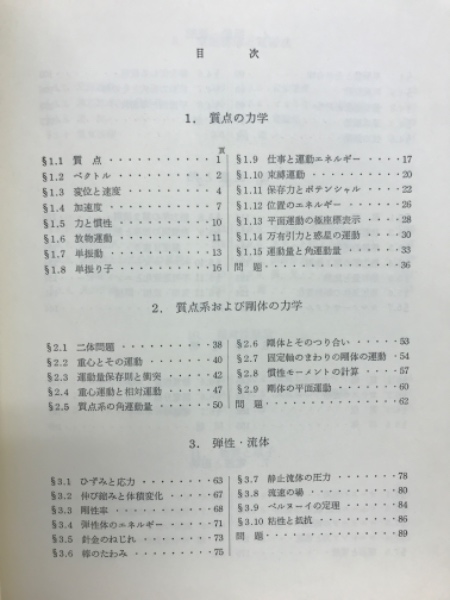 目 次
1. 質点の力学
頁
§1.1 質 点 · · · · · · · · · · · 1
§1.2 ベクトル · · · · · · · · · · 2
§1.3 変位と速度 · · · · · · · · · 4
§1.4 加速度 · · · · · · · · · · · 7
§1.5 力と慣性 · · · · · · · · · · 10
§1.6 放物運動 · · · · · · · · · · 11
§1.7 単振動 · · · · · · · · · · · 13
§1.8 単振り子 · · · · · · · · · · 16
§1.9 仕事と運動エネルギー · · · · · 17
§1.10 束縛運動 · · · · · · · · · · 20
§1.11 保存力とポテンシャル · · · · · 22
§1.12 位置のエネルギー · · · · · · 26
§1.13 平面運動の極座標表示 · · · · 28
§1.14 万有引力と惑星の運動 · · · · 30
§1.15 運動量と角運動量 · · · · · · 33
問 題 · · · · · · · · · · · · · 36
2. 質点系および剛体の力学
§2.1 二体問題 · · · · · · · · · · 38
§2.2 重心とその運動 · · · · · · · 40
§2.3 運動量保存則と衝突 · · · · · 42
§2.4 重心運動と相対運動 · · · · · 47
§2.5 質点系の角運動量 · · · · · · 50
§2.6 剛体とそのつり合い · · · · · 53
§2.7 固定軸のまわりの剛体の運動 · · 54
§2.8 慣性モーメントの計算 · · · · 57
§2.9 剛体の平面運動 · · · · · · · 60
問 題 · · · · · · · · · · · · · 62
3. 弾性・流体
§3.1 ひずみと応力 · · · · · · · · 63
§3.2 伸び縮みと体積変化 · · · · · 67
§3.3 剛性率 · · · · · · · · · · · 68
§3.4 弾性体のエネルギー · · · · · 71
§3.5 針金のねじれ · · · · · · · · 73
§3.6 棒のたわみ · · · · · · · · · 75
§3.7 静止流体の圧力 · · · · · · · 78
§3.8 流速の場 · · · · · · · · · · 80
§3.9 ベルヌーイの定理 · · · · · · 84
§3.10 粘性と抵抗 · · · · · · · · · 86
問 題 · · · · · · · · · · · · · 89